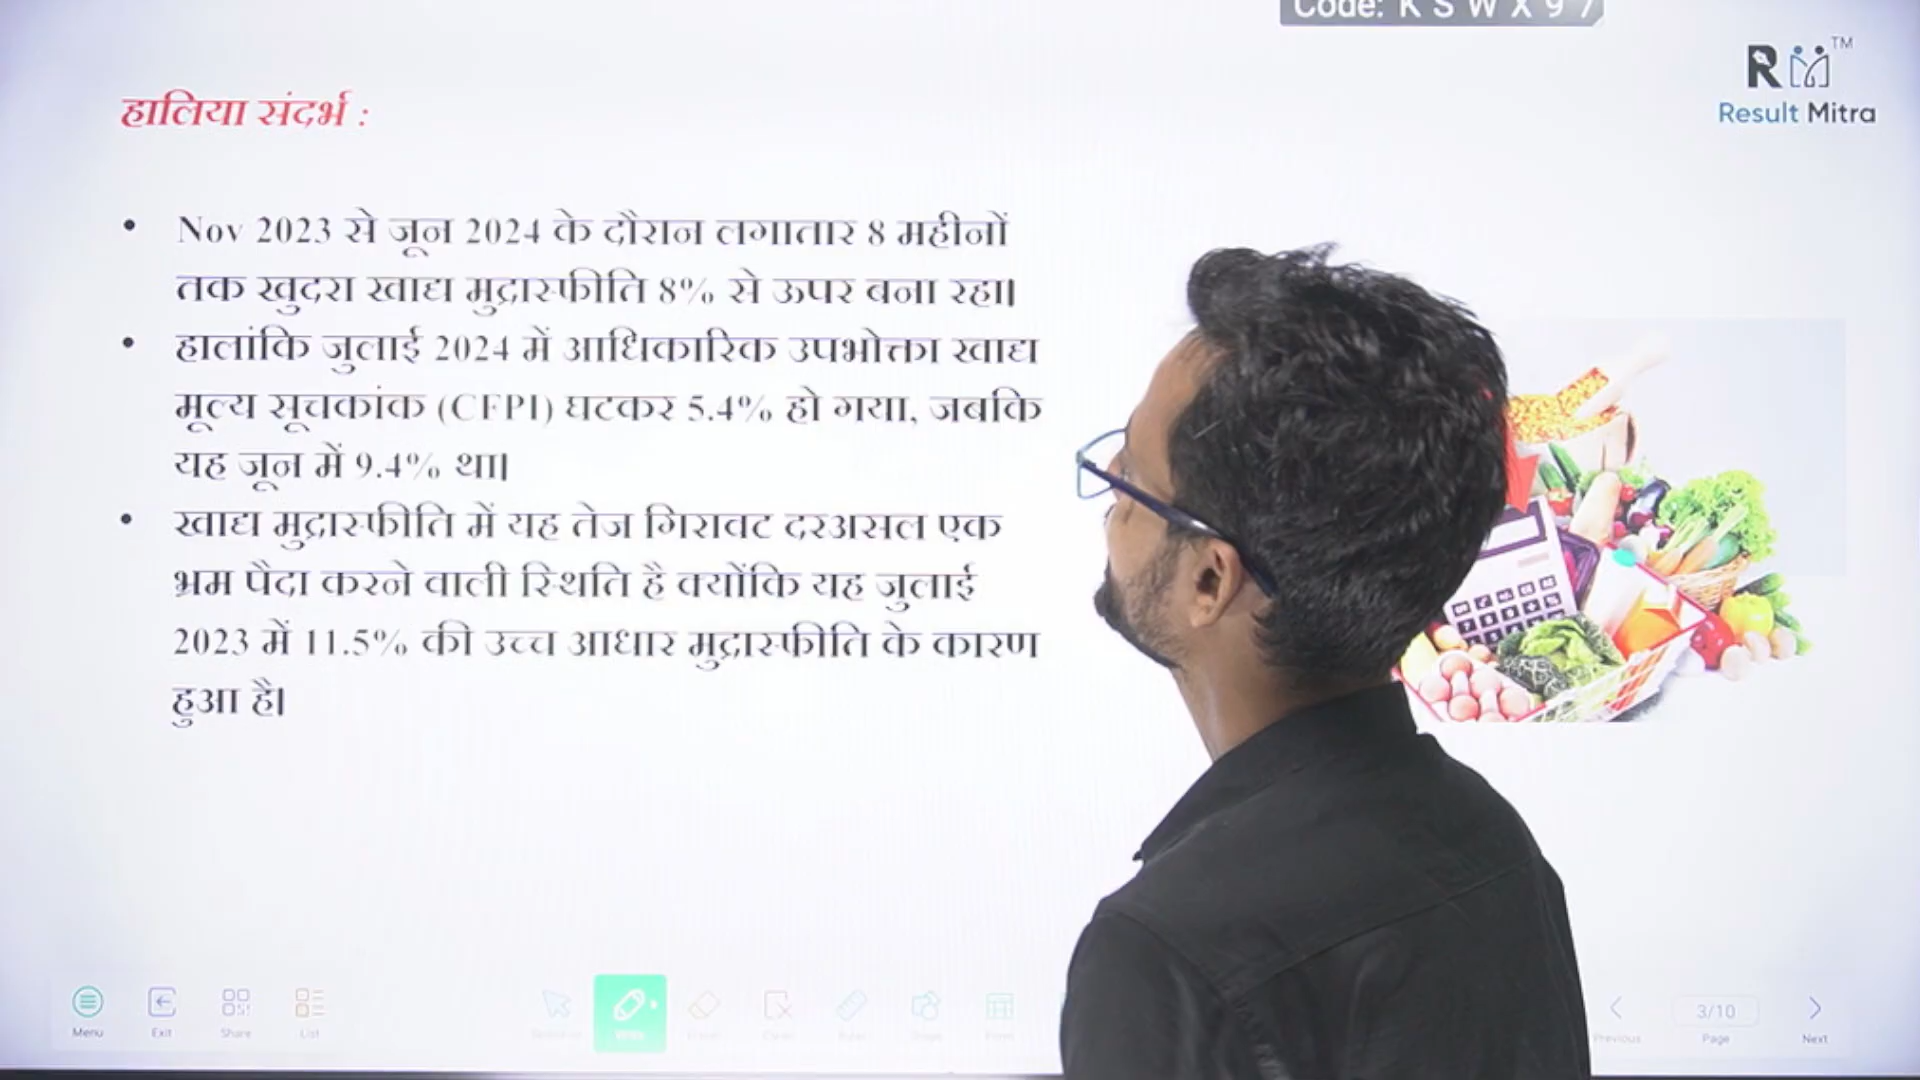 Code: K S W X 9 7
R TM
Result Mitra
हालिया संदर्भ :
• Nov 2023 से जून 2024 के दौरान लगातार 8 महीनों
तक खुदरा खाद्य मुद्रास्फीति 8% से ऊपर बना रहा।
• हालांकि जुलाई 2024 में आधिकारिक उपभोक्ता खाद्य
मूल्य सूचकांक (CFPI) घटकर 5.4% हो गया, जबकि
यह जून में 9.4% था।
• खाद्य मुद्रास्फीति में यह तेज गिरावट दरअसल एक
भ्रम पैदा करने वाली स्थिति है क्योंकि यह जुलाई
2023 में 11.5% की उच्च आधार मुद्रास्फीति के कारण
हुआ है।
Menu Exit Share List
3/10
Previous Page Next